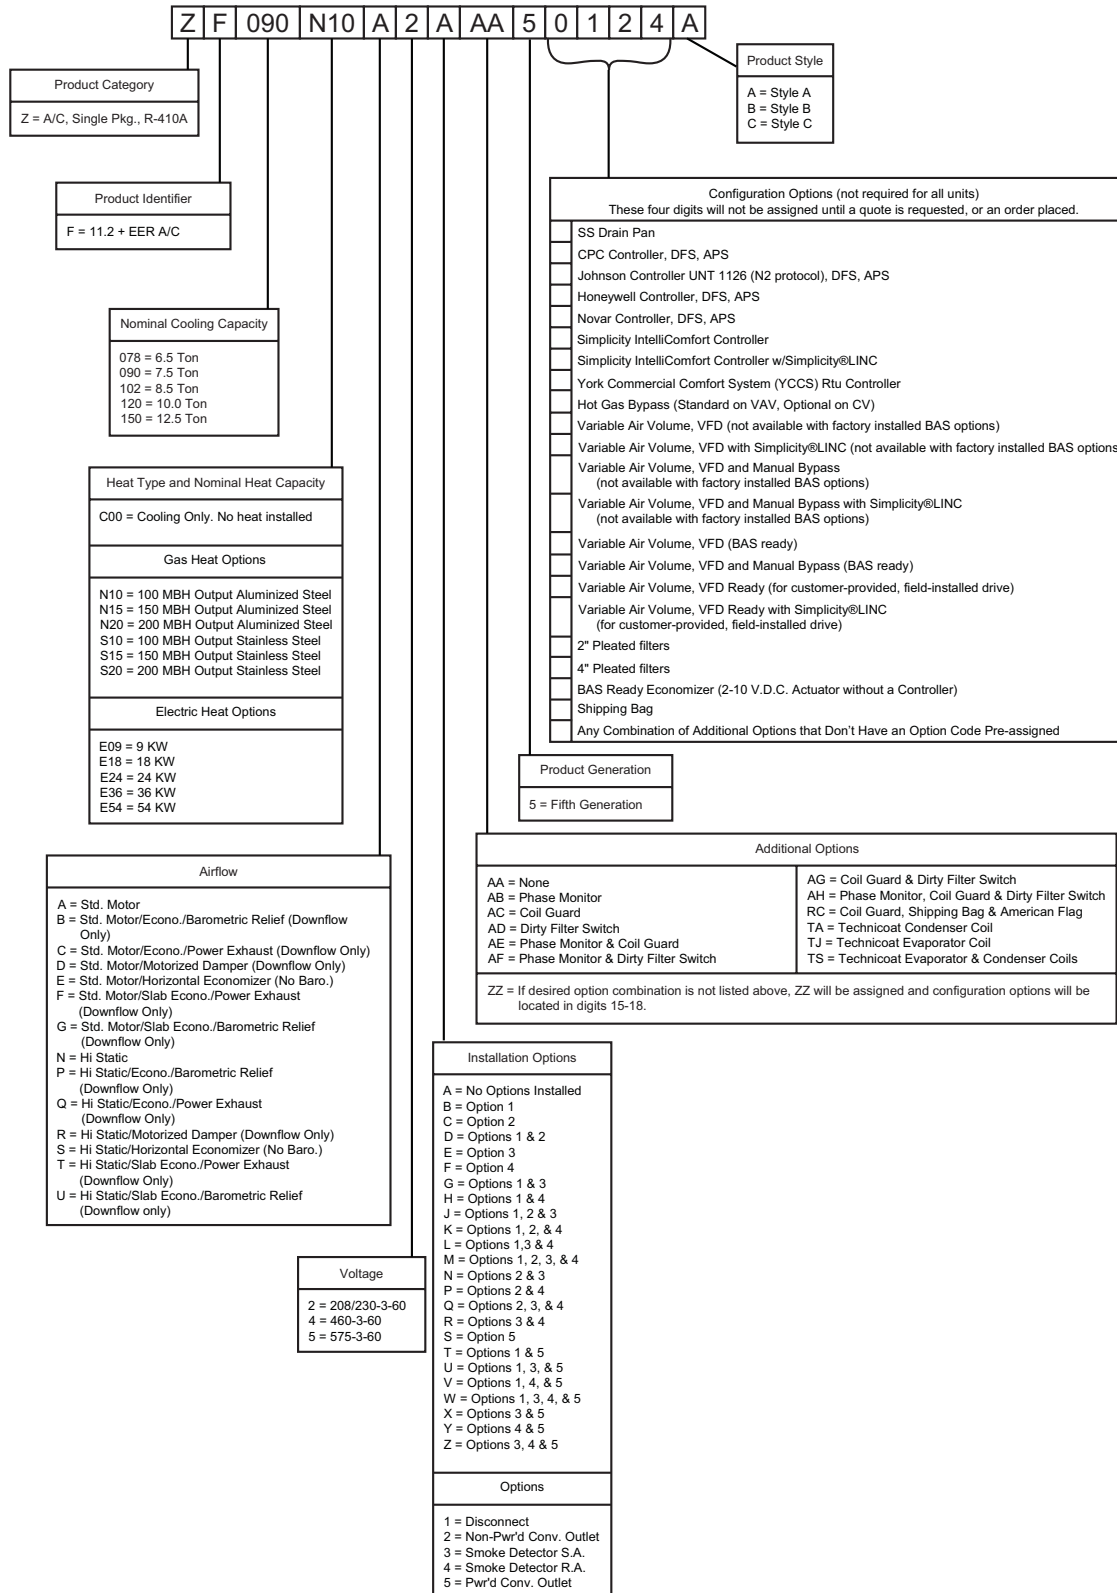 Z F 090 N10 A 2 A AA 5 0 1 2 4 A
Product Category
Z = A/C, Single Pkg., R-410A
Product Style
A = Style A
B = Style B
C = Style C
Product Identifier
F = 11.2 + EER A/C
Configuration Options (not required for all units)
These four digits will not be assigned until a quote is requested, or an order placed.
SS Drain Pan
CPC Controller, DFS, APS
Johnson Controller UNT 1126 (N2 protocol), DFS, APS
Honeywell Controller, DFS, APS
Novar Controller, DFS, APS
Simplicity IntelliComfort Controller
Simplicity IntelliComfort Controller w/Simplicity®LINC
York Commercial Comfort System (YCCS) Rtu Controller
Hot Gas Bypass (Standard on VAV, Optional on CV)
Variable Air Volume, VFD (not available with factory installed BAS options)
Variable Air Volume, VFD with Simplicity®LINC (not available with factory installed BAS options
Variable Air Volume, VFD and Manual Bypass
(not available with factory installed BAS options)
Variable Air Volume, VFD and Manual Bypass with Simplicity®LINC
(not available with factory installed BAS options)
Variable Air Volume, VFD (BAS ready)
Variable Air Volume, VFD and Manual Bypass (BAS ready)
Variable Air Volume, VFD Ready (for customer-provided, field-installed drive)
Variable Air Volume, VFD Ready with Simplicity®LINC
(for customer-provided, field-installed drive)
2" Pleated filters
4" Pleated filters
BAS Ready Economizer (2-10 V.D.C. Actuator without a Controller)
Shipping Bag
Any Combination of Additional Options that Don't Have an Option Code Pre-assigned
Nominal Cooling Capacity
078 = 6.5 Ton
090 = 7.5 Ton
102 = 8.5 Ton
120 = 10.0 Ton
150 = 12.5 Ton
Heat Type and Nominal Heat Capacity
C00 = Cooling Only. No heat installed
Gas Heat Options
N10 = 100 MBH Output Aluminized Steel
N15 = 150 MBH Output Aluminized Steel
N20 = 200 MBH Output Aluminized Steel
S10 = 100 MBH Output Stainless Steel
S15 = 150 MBH Output Stainless Steel
S20 = 200 MBH Output Stainless Steel
Electric Heat Options
E09 = 9 KW
E18 = 18 KW
E24 = 24 KW
E36 = 36 KW
E54 = 54 KW
Product Generation
5 = Fifth Generation
Additional Options
AA = None
AB = Phase Monitor
AC = Coil Guard
AD = Dirty Filter Switch
AE = Phase Monitor & Coil Guard
AF = Phase Monitor & Dirty Filter Switch
AG = Coil Guard & Dirty Filter Switch
AH = Phase Monitor, Coil Guard & Dirty Filter Switch
RC = Coil Guard, Shipping Bag & American Flag
TA = Technicoat Condenser Coil
TJ = Technicoat Evaporator Coil
TS = Technicoat Evaporator & Condenser Coils
ZZ = If desired option combination is not listed above, ZZ will be assigned and configuration options will be
located in digits 15-18.
Airflow
A = Std. Motor
B = Std. Motor/Econo./Barometric Relief (Downflow
Only)
C = Std. Motor/Econo./Power Exhaust (Downflow Only)
D = Std. Motor/Motorized Damper (Downflow Only)
E = Std. Motor/Horizontal Economizer (No Baro.)
F = Std. Motor/Slab Econo./Power Exhaust
(Downflow Only)
G = Std. Motor/Slab Econo./Barometric Relief
(Downflow Only)
N = Hi Static
P = Hi Static/Econo./Barometric Relief
(Downflow Only)
Q = Hi Static/Econo./Power Exhaust
(Downflow Only)
R = Hi Static/Motorized Damper (Downflow Only)
S = Hi Static/Horizontal Economizer (No Baro.)
T = Hi Static/Slab Econo./Power Exhaust
(Downflow Only)
U = Hi Static/Slab Econo./Barometric Relief
(Downflow only)
Installation Options
A = No Options Installed
B = Option 1
C = Option 2
D = Options 1 & 2
E = Option 3
F = Option 4
G = Options 1 & 3
H = Options 1 & 4
J = Options 1, 2 & 3
K = Options 1, 2, & 4
L = Options 1,3 & 4
M = Options 1, 2, 3, & 4
N = Options 2 & 3
P = Options 2 & 4
Q = Options 2, 3, & 4
R = Options 3 & 4
S = Option 5
T = Options 1 & 5
U = Options 1, 3, & 5
V = Options 1, 4, & 5
W = Options 1, 3, 4, & 5
X = Options 3 & 5
Y = Options 4 & 5
Z = Options 3, 4 & 5
Options
1 = Disconnect
2 = Non-Pwr'd Conv. Outlet
3 = Smoke Detector S.A.
4 = Smoke Detector R.A.
5 = Pwr'd Conv. Outlet
Voltage
2 = 208/230-3-60
4 = 460-3-60
5 = 575-3-60